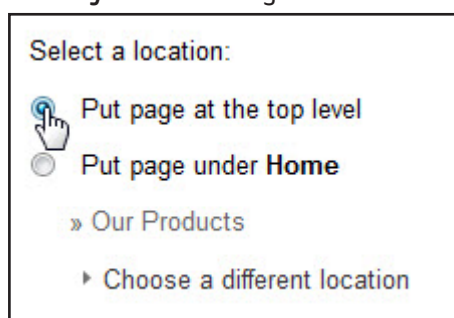 Select a location:
Put page at the top level
Put page under Home
» Our Products
Choose a different location